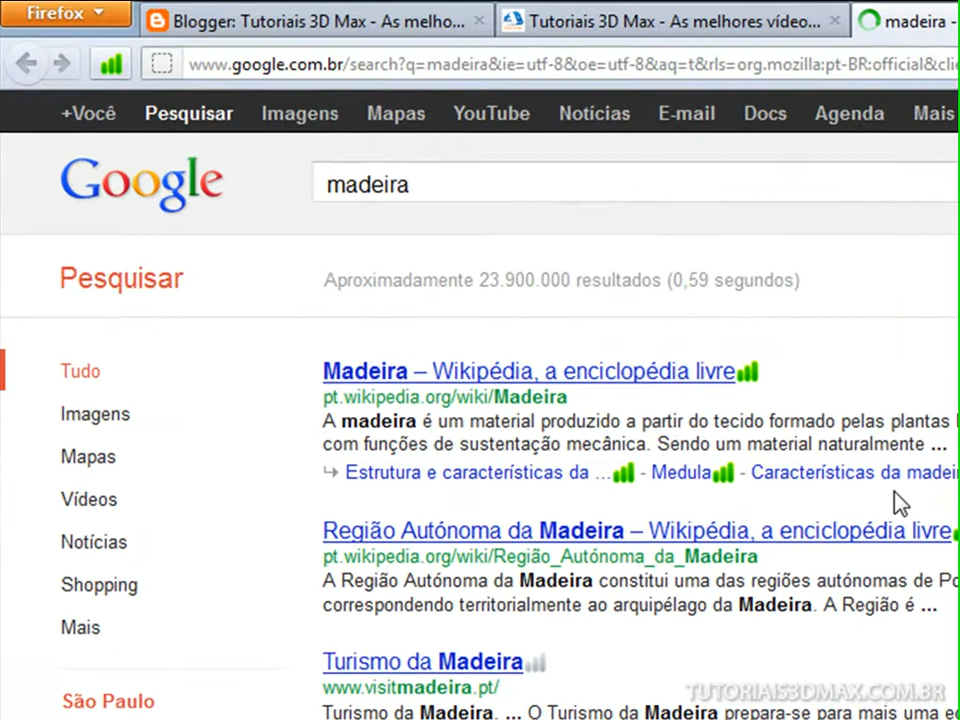 Firefox
Blogger: Tutoriais 3D Max - As melho...
Tutoriais 3D Max - As melhores vídeo...
madeira -
www.google.com.br/search?q=madeira&ie=utf-8&oe=utf-8&aq=t&rls=org.mozilla:pt-BR:official&clie
+Você Pesquisar Imagens Mapas YouTube Notícias E-mail Docs Agenda Mais
Google
madeira
Pesquisar
Aproximadamente 23.900.000 resultados (0,59 segundos)
Tudo
Imagens
Mapas
Vídeos
Notícias
Shopping
Mais
São Paulo
Madeira – Wikipédia, a enciclopédia livre
pt.wikipedia.org/wiki/Madeira
A madeira é um material produzido a partir do tecido formado pelas plantas
com funções de sustentação mecânica. Sendo um material naturalmente ...
Estrutura e características da ... - Medula - Características da madei
Região Autónoma da Madeira – Wikipédia, a enciclopédia livre
pt.wikipedia.org/wiki/Região_Autónoma_da_Madeira
A Região Autónoma da Madeira constitui uma das regiões autónomas de Po
correspondendo territorialmente ao arquipélago da Madeira. A Região é ...
Turismo da Madeira
www.visitmadeira.pt/
Turismo da Madeira. ... O Turismo da Madeira prepara-se para mais uma
TUTORIAIS3DMAX.COM.BR